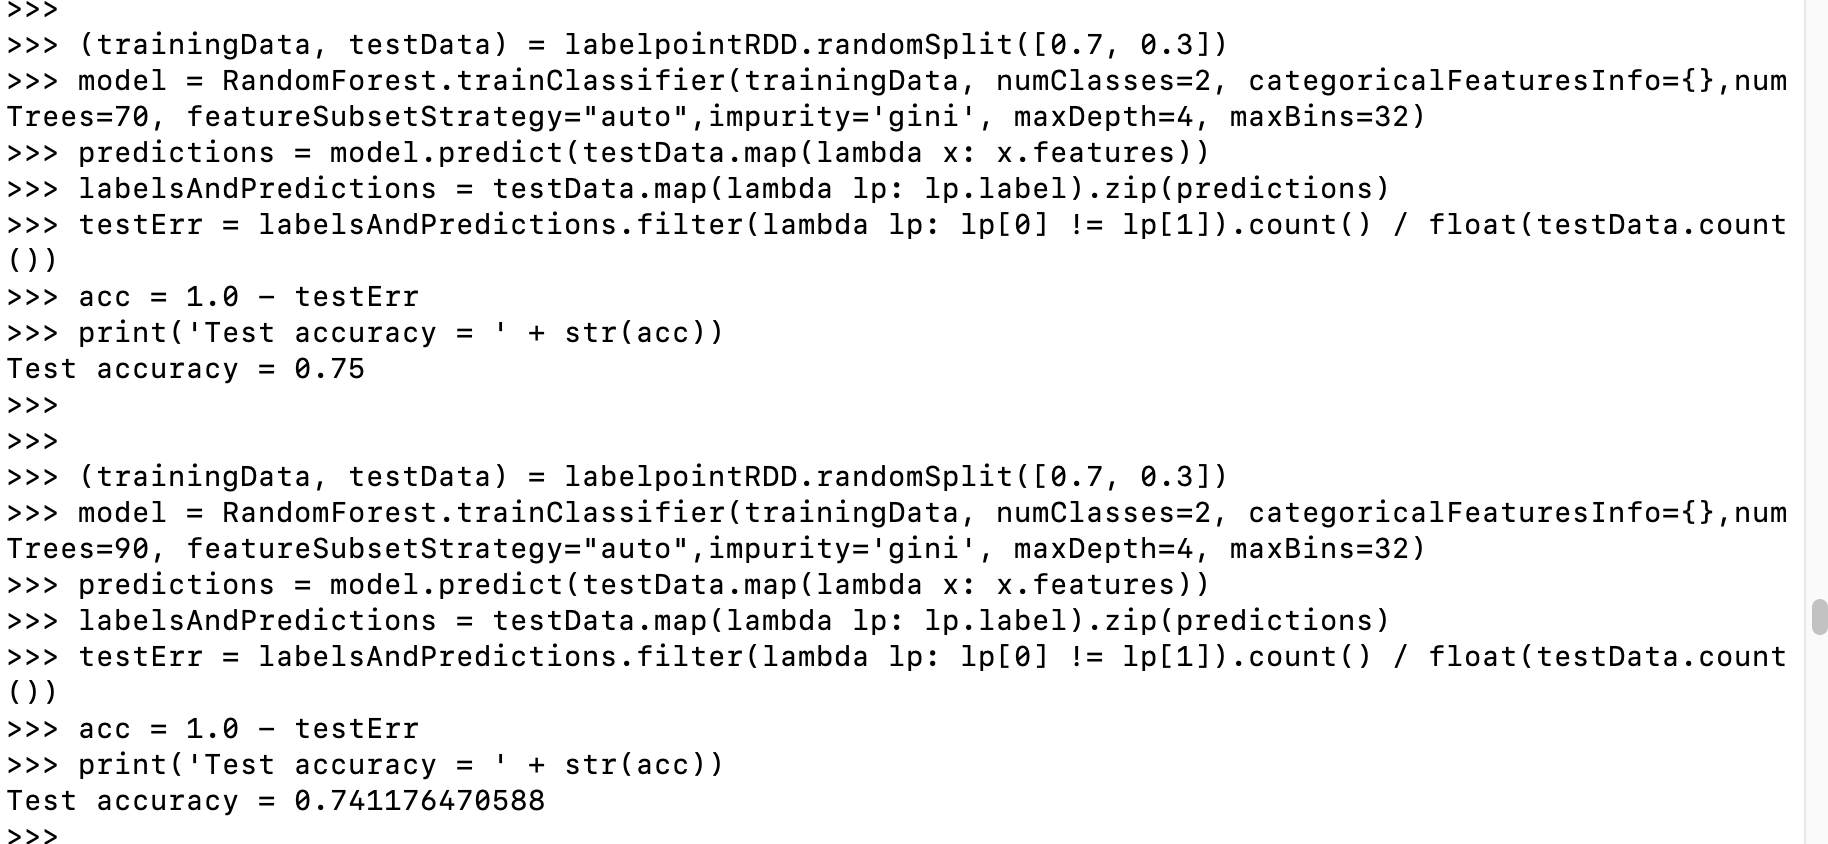 >>>
>>> (trainingData, testData) = labelpointRDD.randomSplit([0.7, 0.3])
>>> model = RandomForest.trainClassifier(trainingData, numClasses=2, categoricalFeaturesInfo={},num
Trees=70, featureSubsetStrategy="auto",impurity='gini', maxDepth=4, maxBins=32)
>>> predictions = model.predict(testData.map(lambda x: x.features))
>>> labelsAndPredictions = testData.map(lambda lp: lp.label).zip(predictions)
>>> testErr = labelsAndPredictions.filter(lambda lp: lp[0] != lp[1]).count() / float(testData.count
())
>>> acc = 1.0 – testErr
>>> print('Test accuracy = ' + str(acc))
Test accuracy = 0.75
>>>
>>>
>>> (trainingData, testData) = labelpointRDD.randomSplit([0.7, 0.3])
>>> model = RandomForest.trainClassifier(trainingData, numClasses=2, categoricalFeaturesInfo={},num
Trees=90, featureSubsetStrategy="auto",impurity='gini', maxDepth=4, maxBins=32)
>>> predictions = model.predict(testData.map(lambda x: x.features))
>>> labelsAndPredictions = testData.map(lambda lp: lp.label).zip(predictions)
>>> testErr = labelsAndPredictions.filter(lambda lp: lp[0] != lp[1]).count() / float(testData.count
())
>>> acc = 1.0 – testErr
>>> print('Test accuracy = ' + str(acc))
Test accuracy = 0.741176470588
>>>